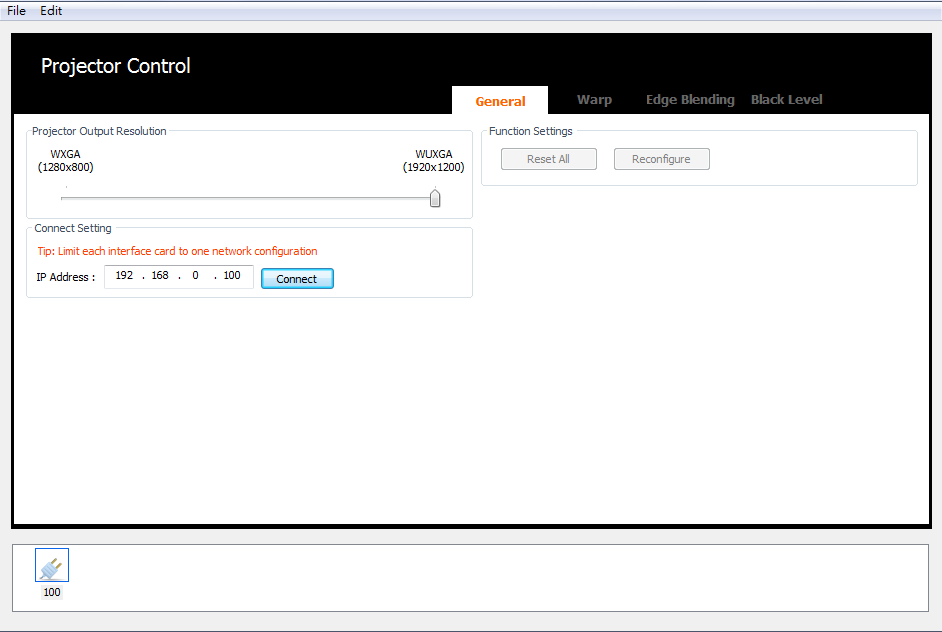 File Edit
Projector Control
General Warp Edge Blending Black Level
Projector Output Resolution
WXGA
(1280x800)
WUXGA
(1920x1200)
Function Settings
Reset All Reconfigure
Connect Setting
Tip: Limit each interface card to one network configuration
IP Address : 192 . 168 . 0 . 100 Connect
100